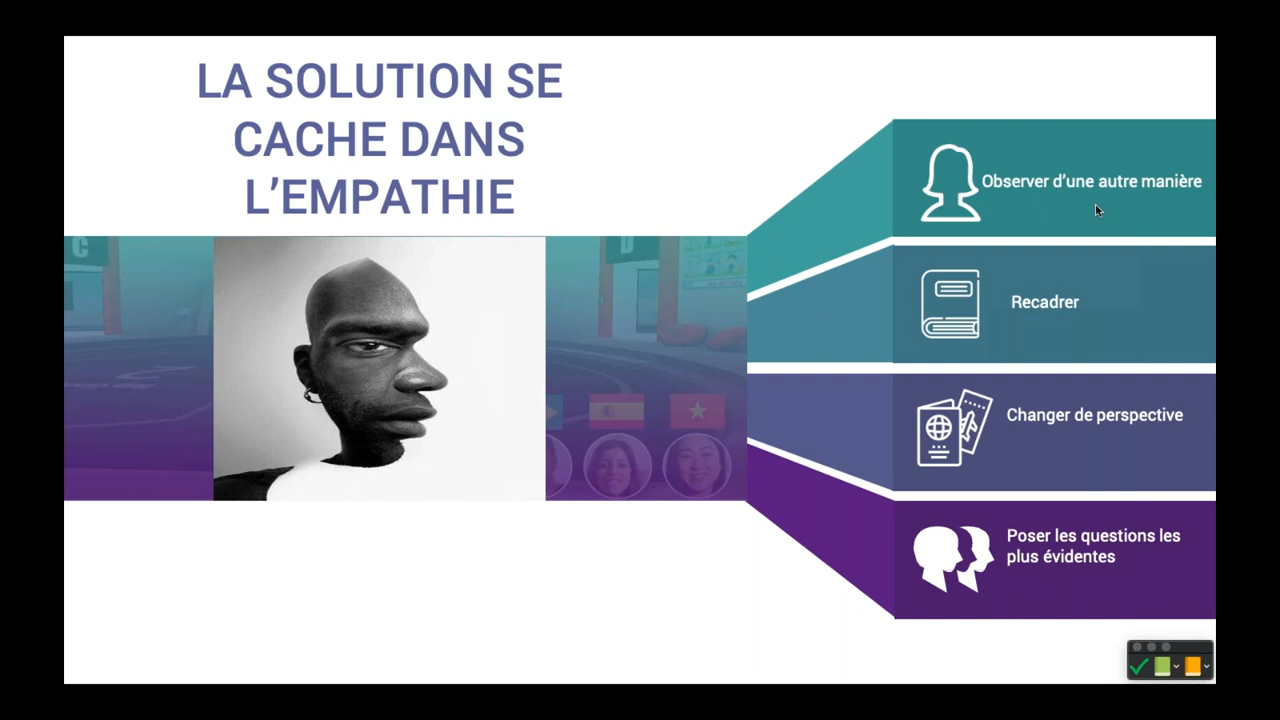 LA SOLUTION SE
CACHE DANS
L’EMPATHIE
C
D
Observer d’une autre manière
Recadrer
Changer de perspective
Poser les questions les
plus évidentes